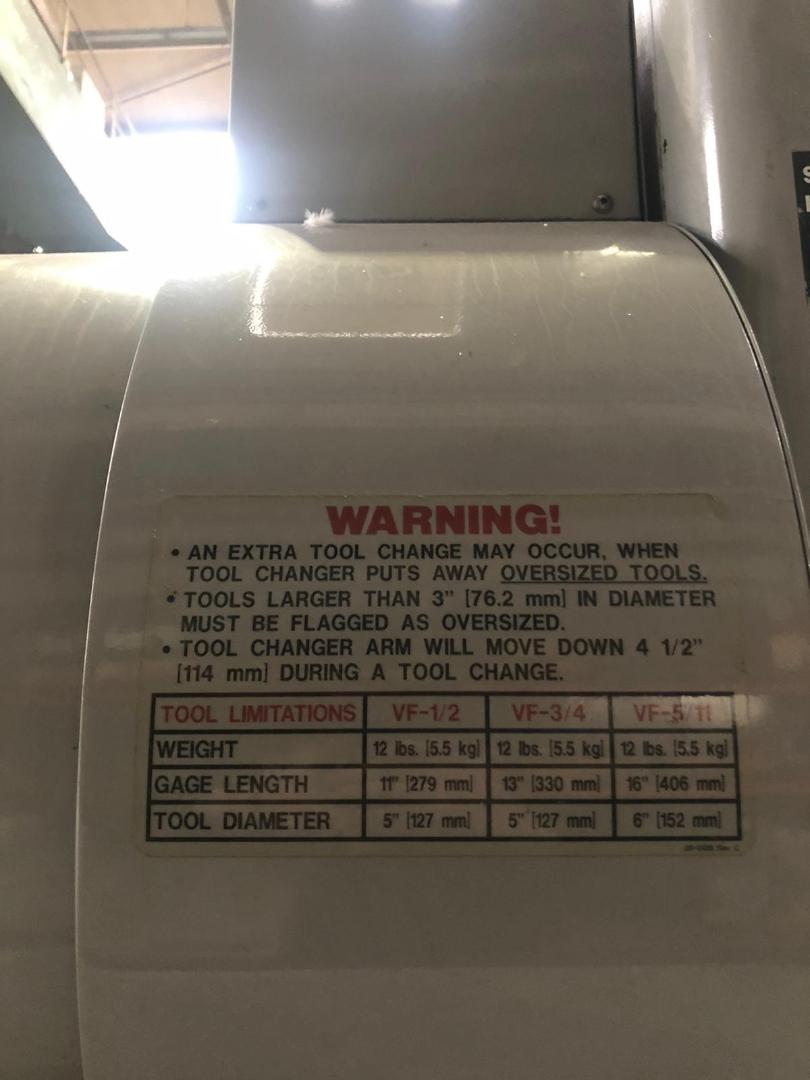 WARNING!
• AN EXTRA TOOL CHANGE MAY OCCUR, WHEN
TOOL CHANGER PUTS AWAY OVERSIZED TOOLS.
• TOOLS LARGER THAN 3" [76.2 mm] IN DIAMETER
MUST BE FLAGGED AS OVERSIZED.
• TOOL CHANGER ARM WILL MOVE DOWN 4 1/2"
[114 mm] DURING A TOOL CHANGE.
TOOL LIMITATIONS VF-1/2 VF-3/4 VF-5/11
WEIGHT 12 lbs. [5.5 kg] 12 lbs. [5.5 kg] 12 lbs. [5.5 kg]
GAGE LENGTH 11" [279 mm] 13" [330 mm] 16" [406 mm]
TOOL DIAMETER 5" [127 mm] 5" [127 mm] 6" [152 mm]